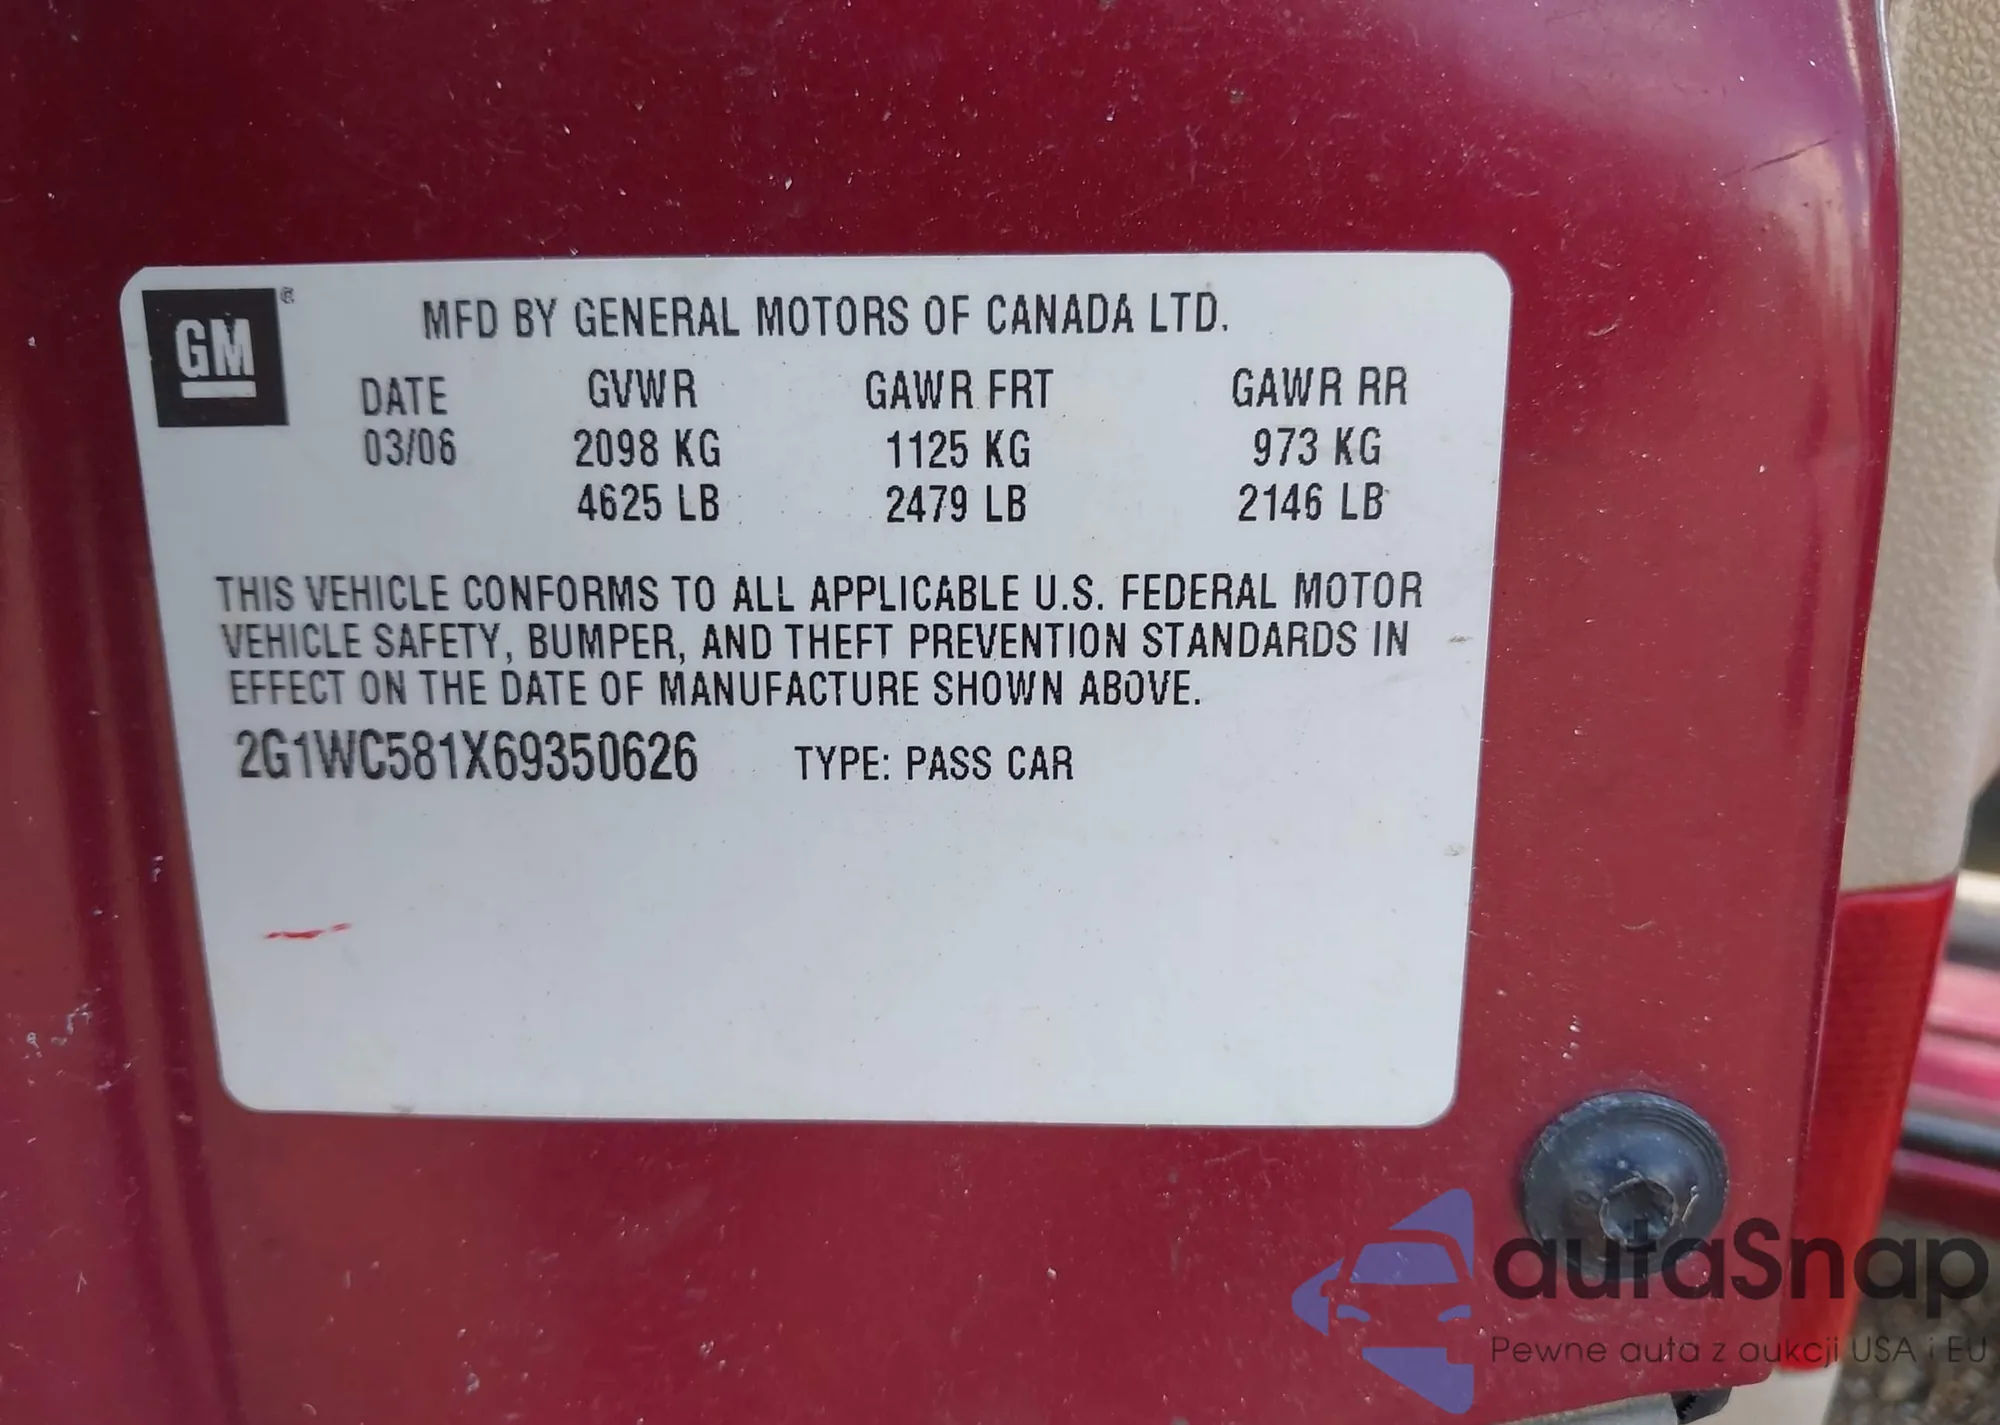 GM ®
MFD BY GENERAL MOTORS OF CANADA LTD.
DATE GVWR GAWR FRT GAWR RR
03/06 2098 KG 1125 KG 973 KG
4625 LB 2479 LB 2146 LB
THIS VEHICLE CONFORMS TO ALL APPLICABLE U.S. FEDERAL MOTOR
VEHICLE SAFETY, BUMPER, AND THEFT PREVENTION STANDARDS IN
EFFECT ON THE DATE OF MANUFACTURE SHOWN ABOVE.
2G1WC581X69350626 TYPE: PASS CAR
autaSnap
Pewne auta z aukcji USA i EU